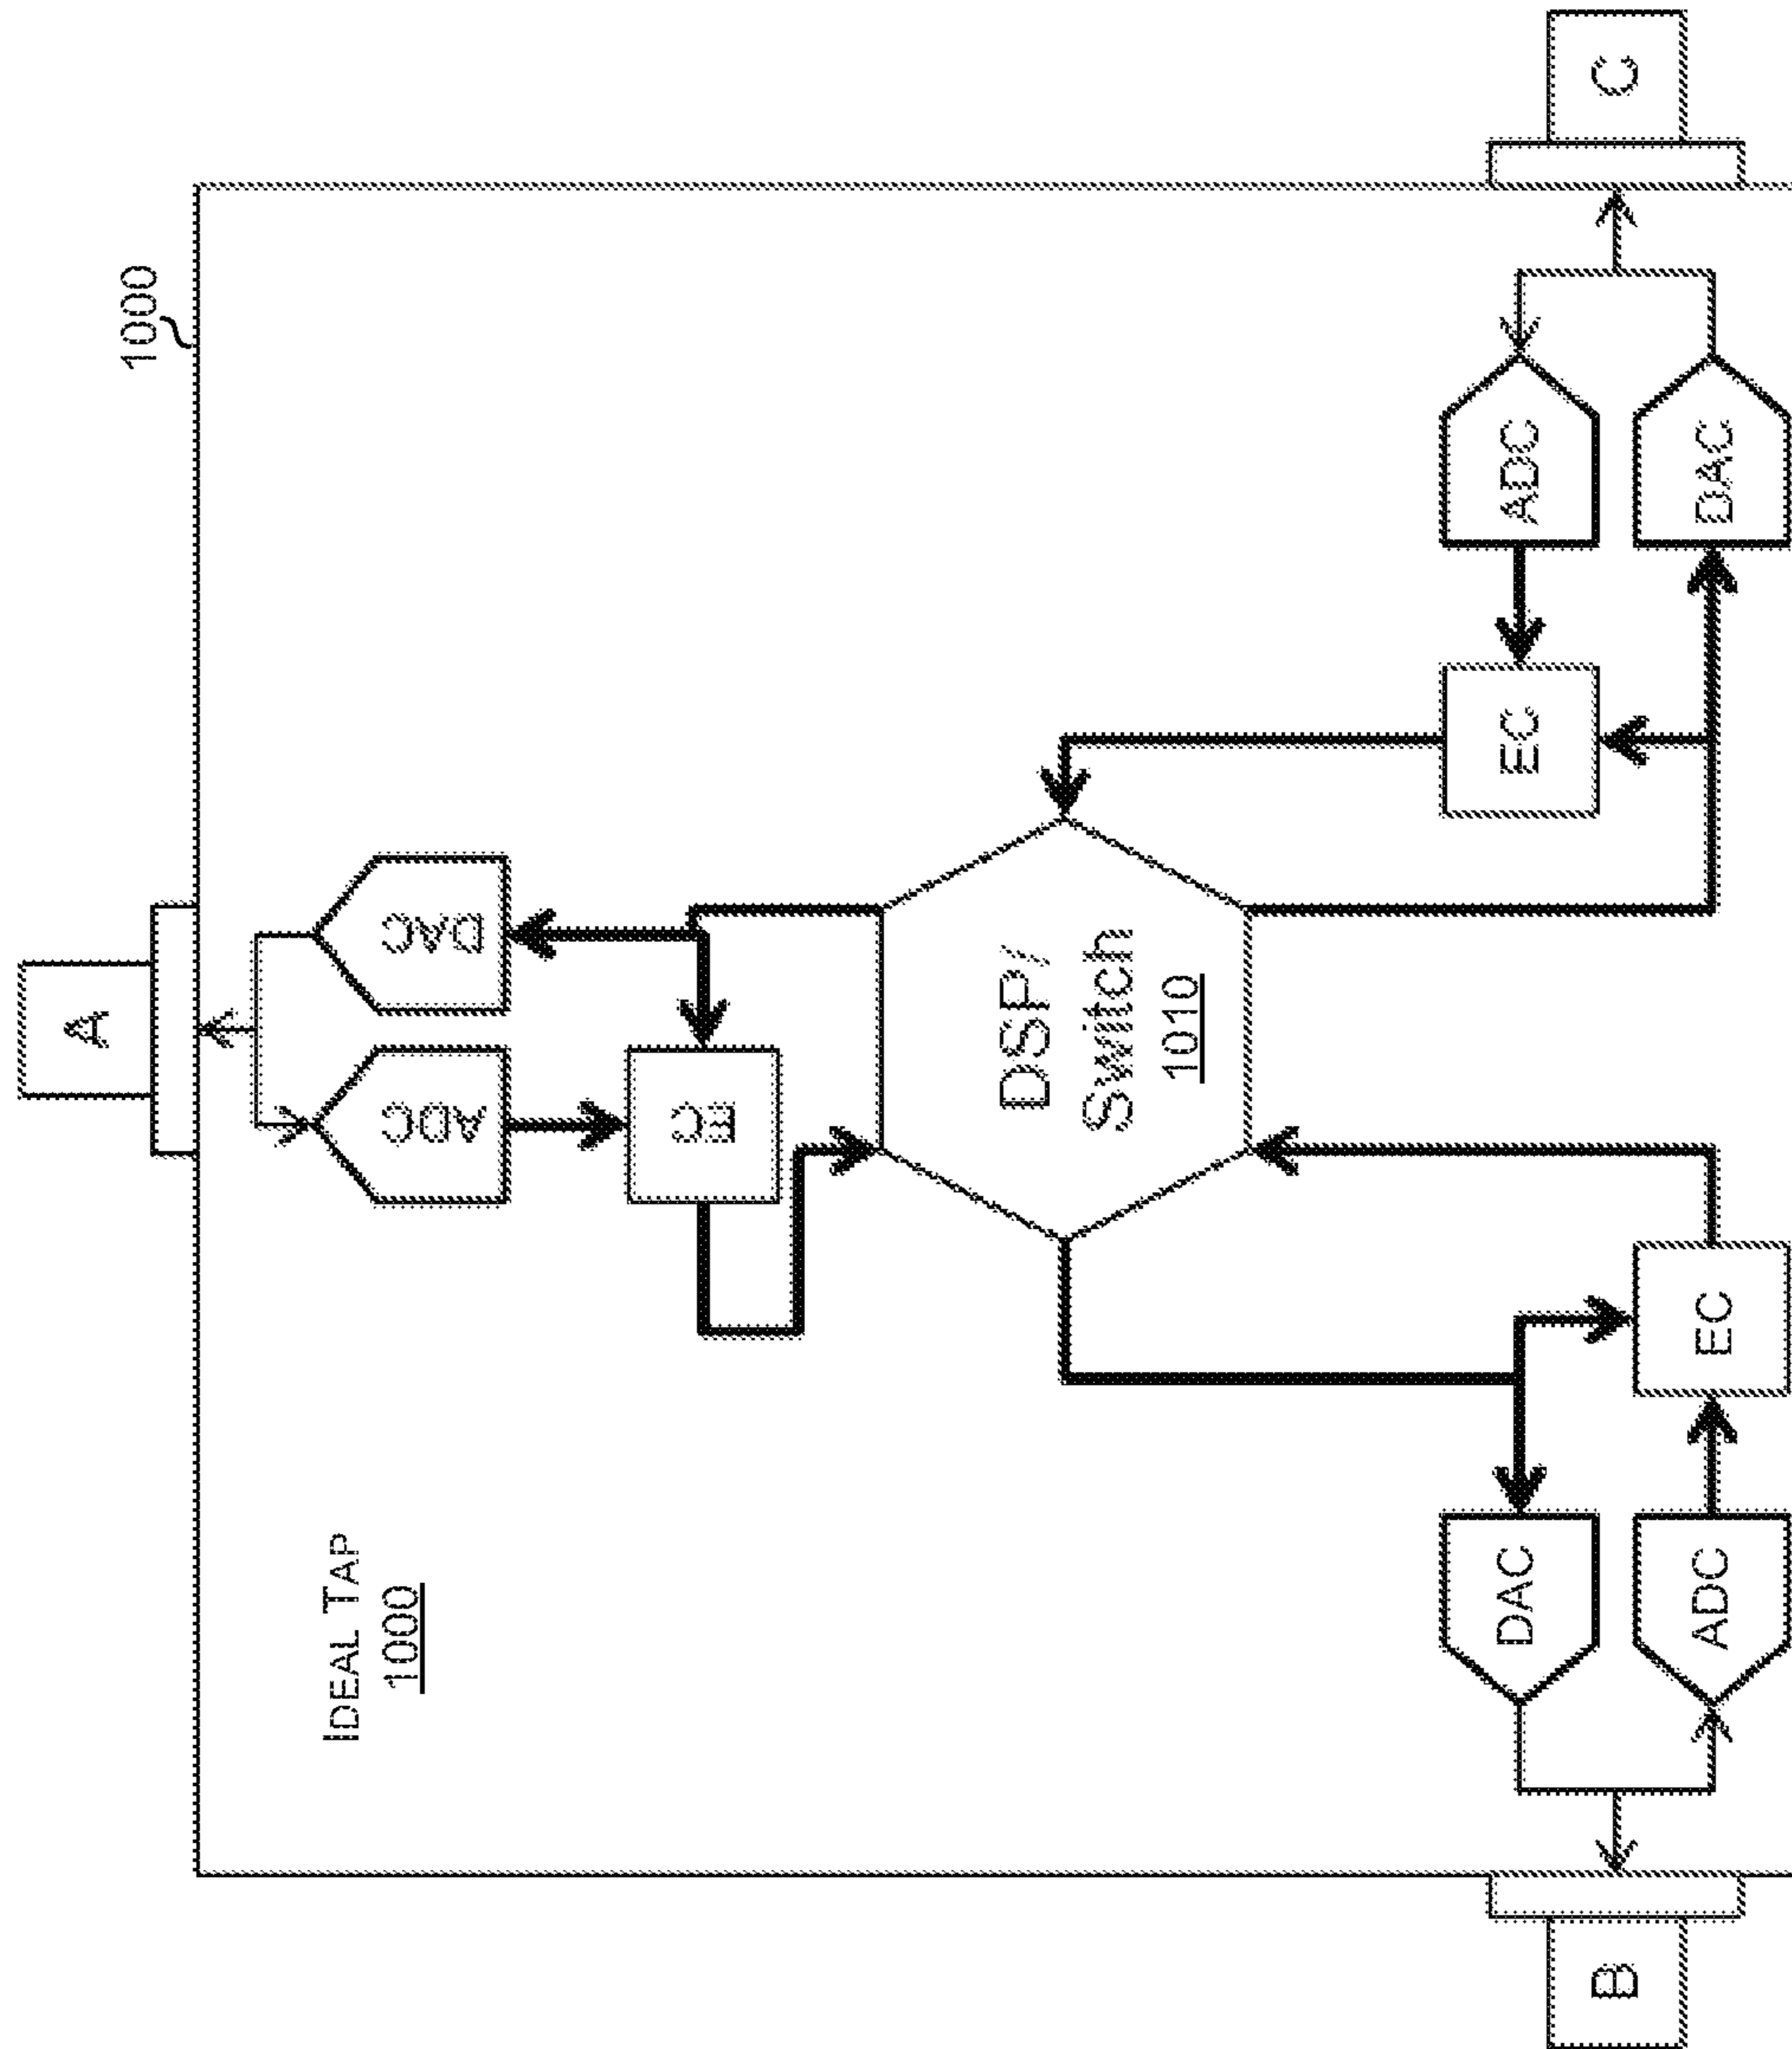 1000
A
IDEAL TAP
1000
ADC
DAC
EC
DSP/
Switch
1010
B
DAC
ADC
EC
EC
ADC
DAC
C